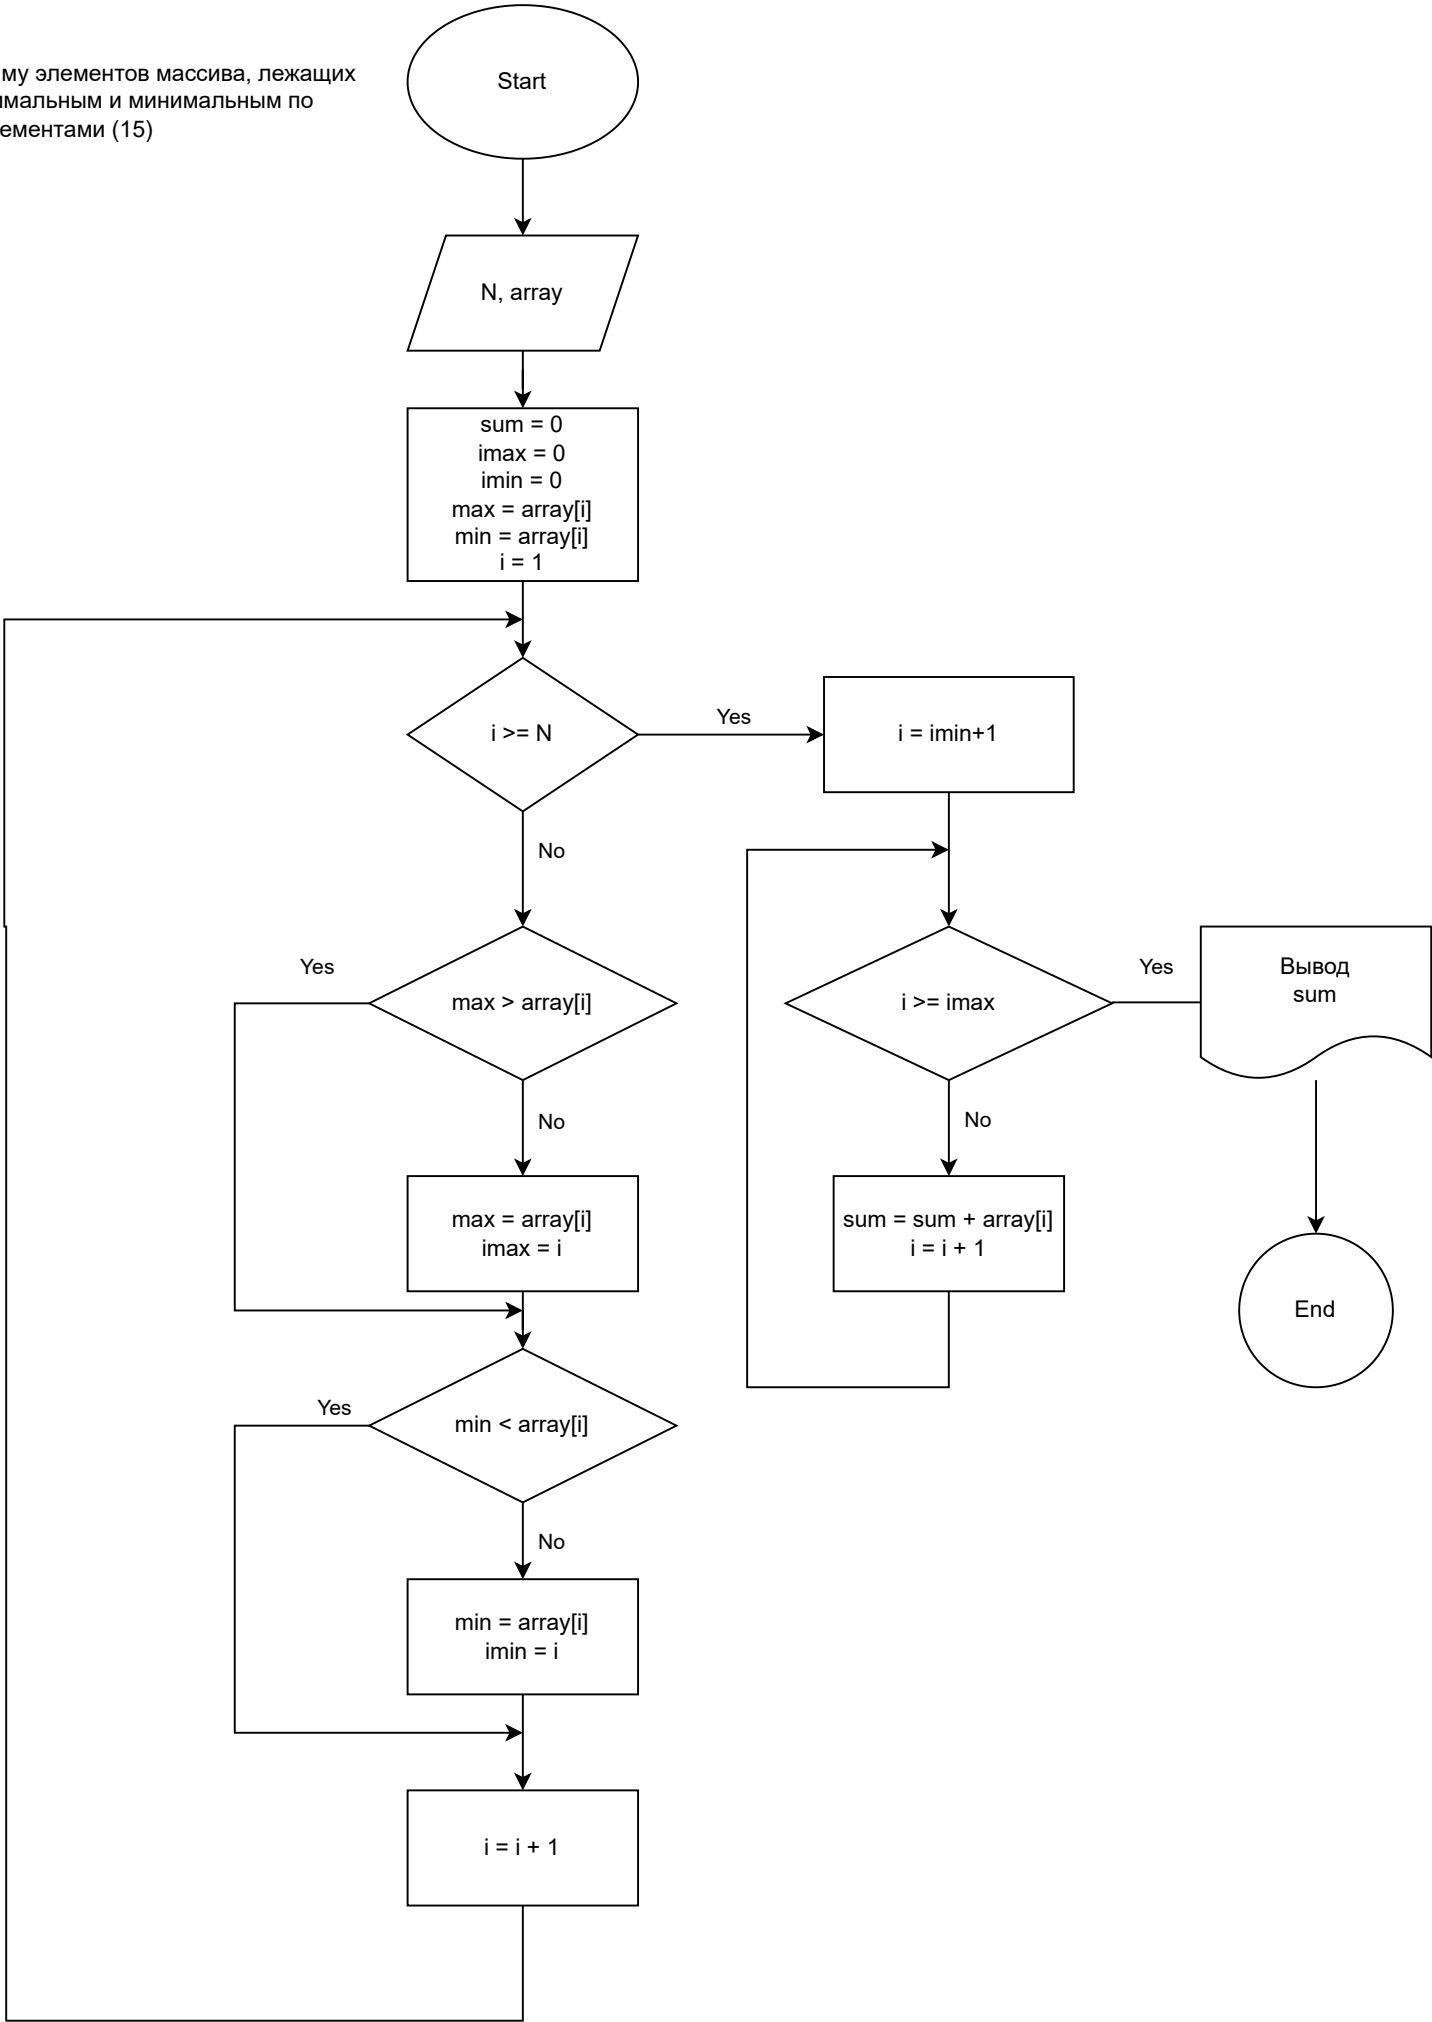 му элементов массива, лежащих
имальным и минимальным по
ементами (15)
Start
N, array
sum = 0
imax = 0
imin = 0
max = array[i]
min = array[i]
i = 1
i >= N
Yes
i = imin+1
No
max > array[i]
Yes
No
max = array[i]
imax = i
min < array[i]
Yes
No
min = array[i]
imin = i
i = i + 1
i >= imax
Yes
Вывод
sum
No
sum = sum + array[i]
i = i + 1
End